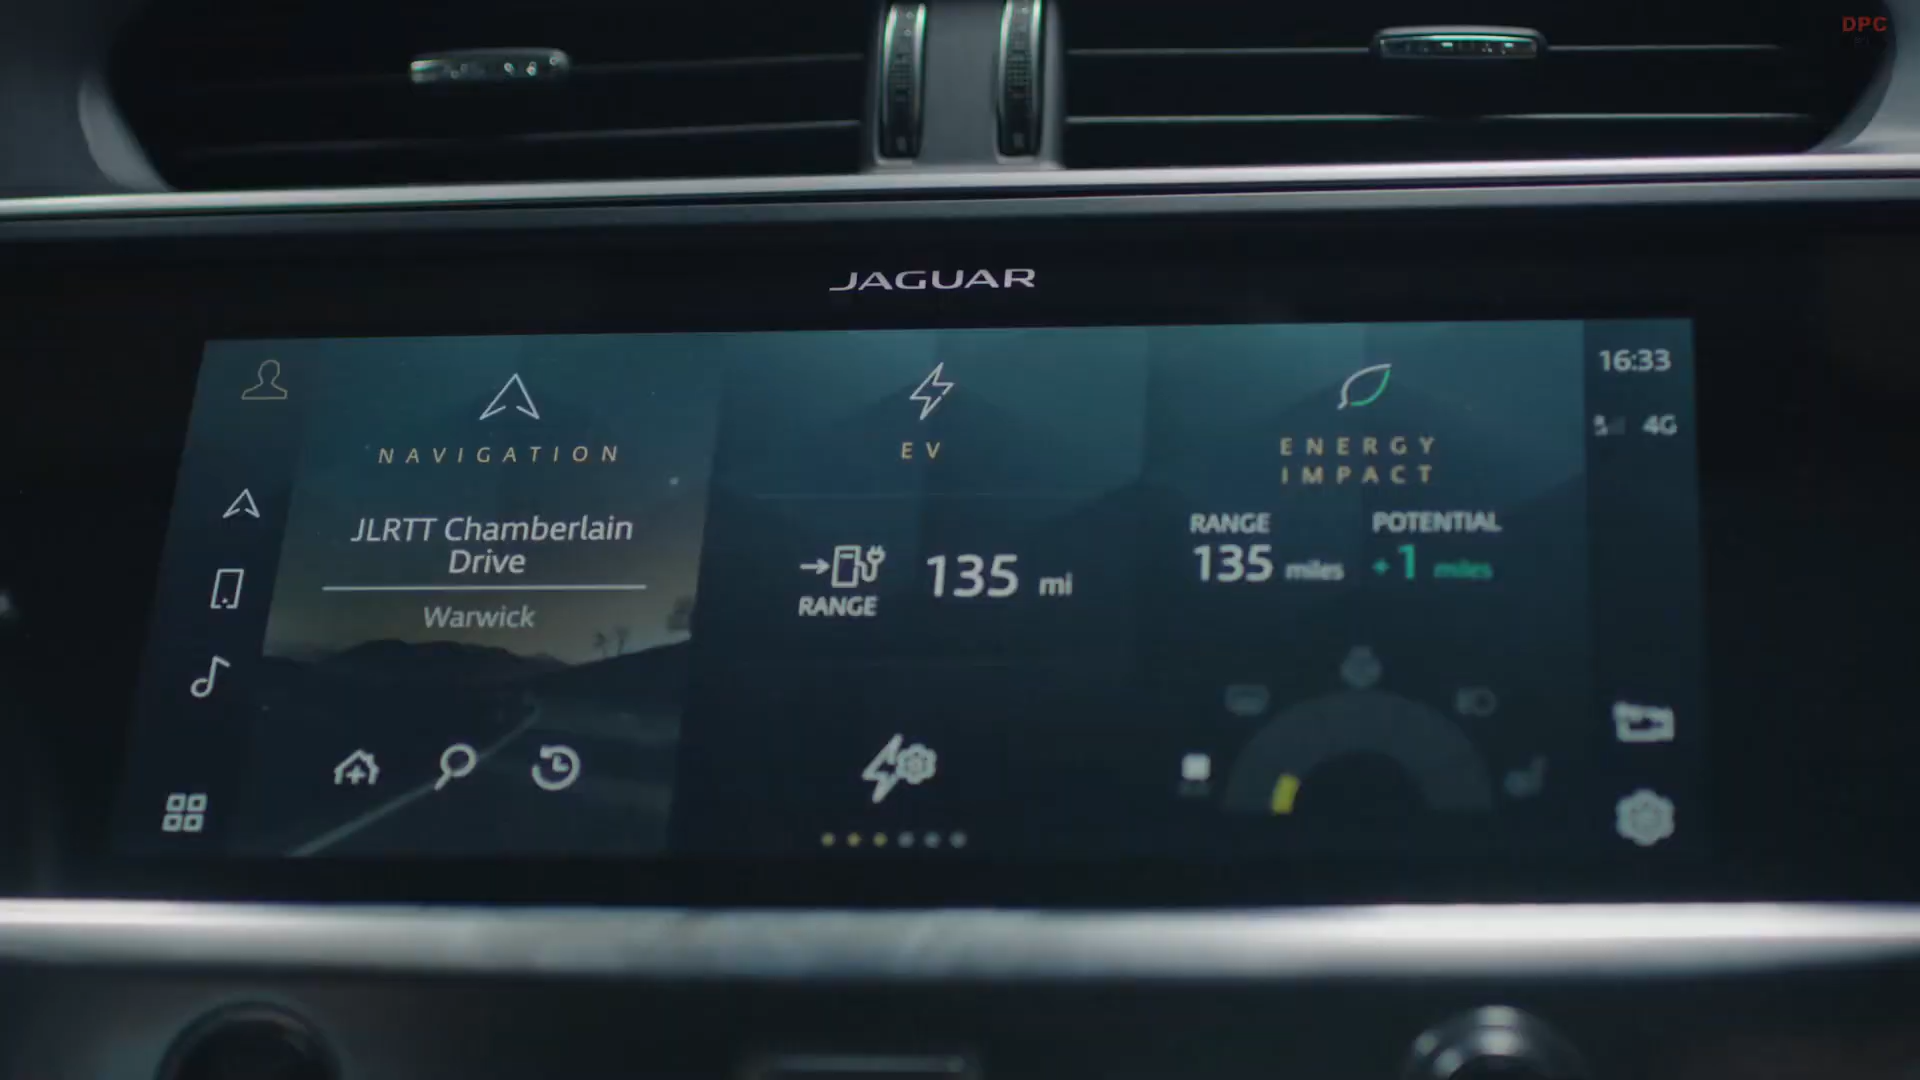 DPC
JAGUAR
16:33
4G
NAVIGATION
JLRTT Chamberlain
Drive
Warwick
EV
RANGE
135 mi
ENERGY
IMPACT
RANGE
135 miles
POTENTIAL
+1 miles